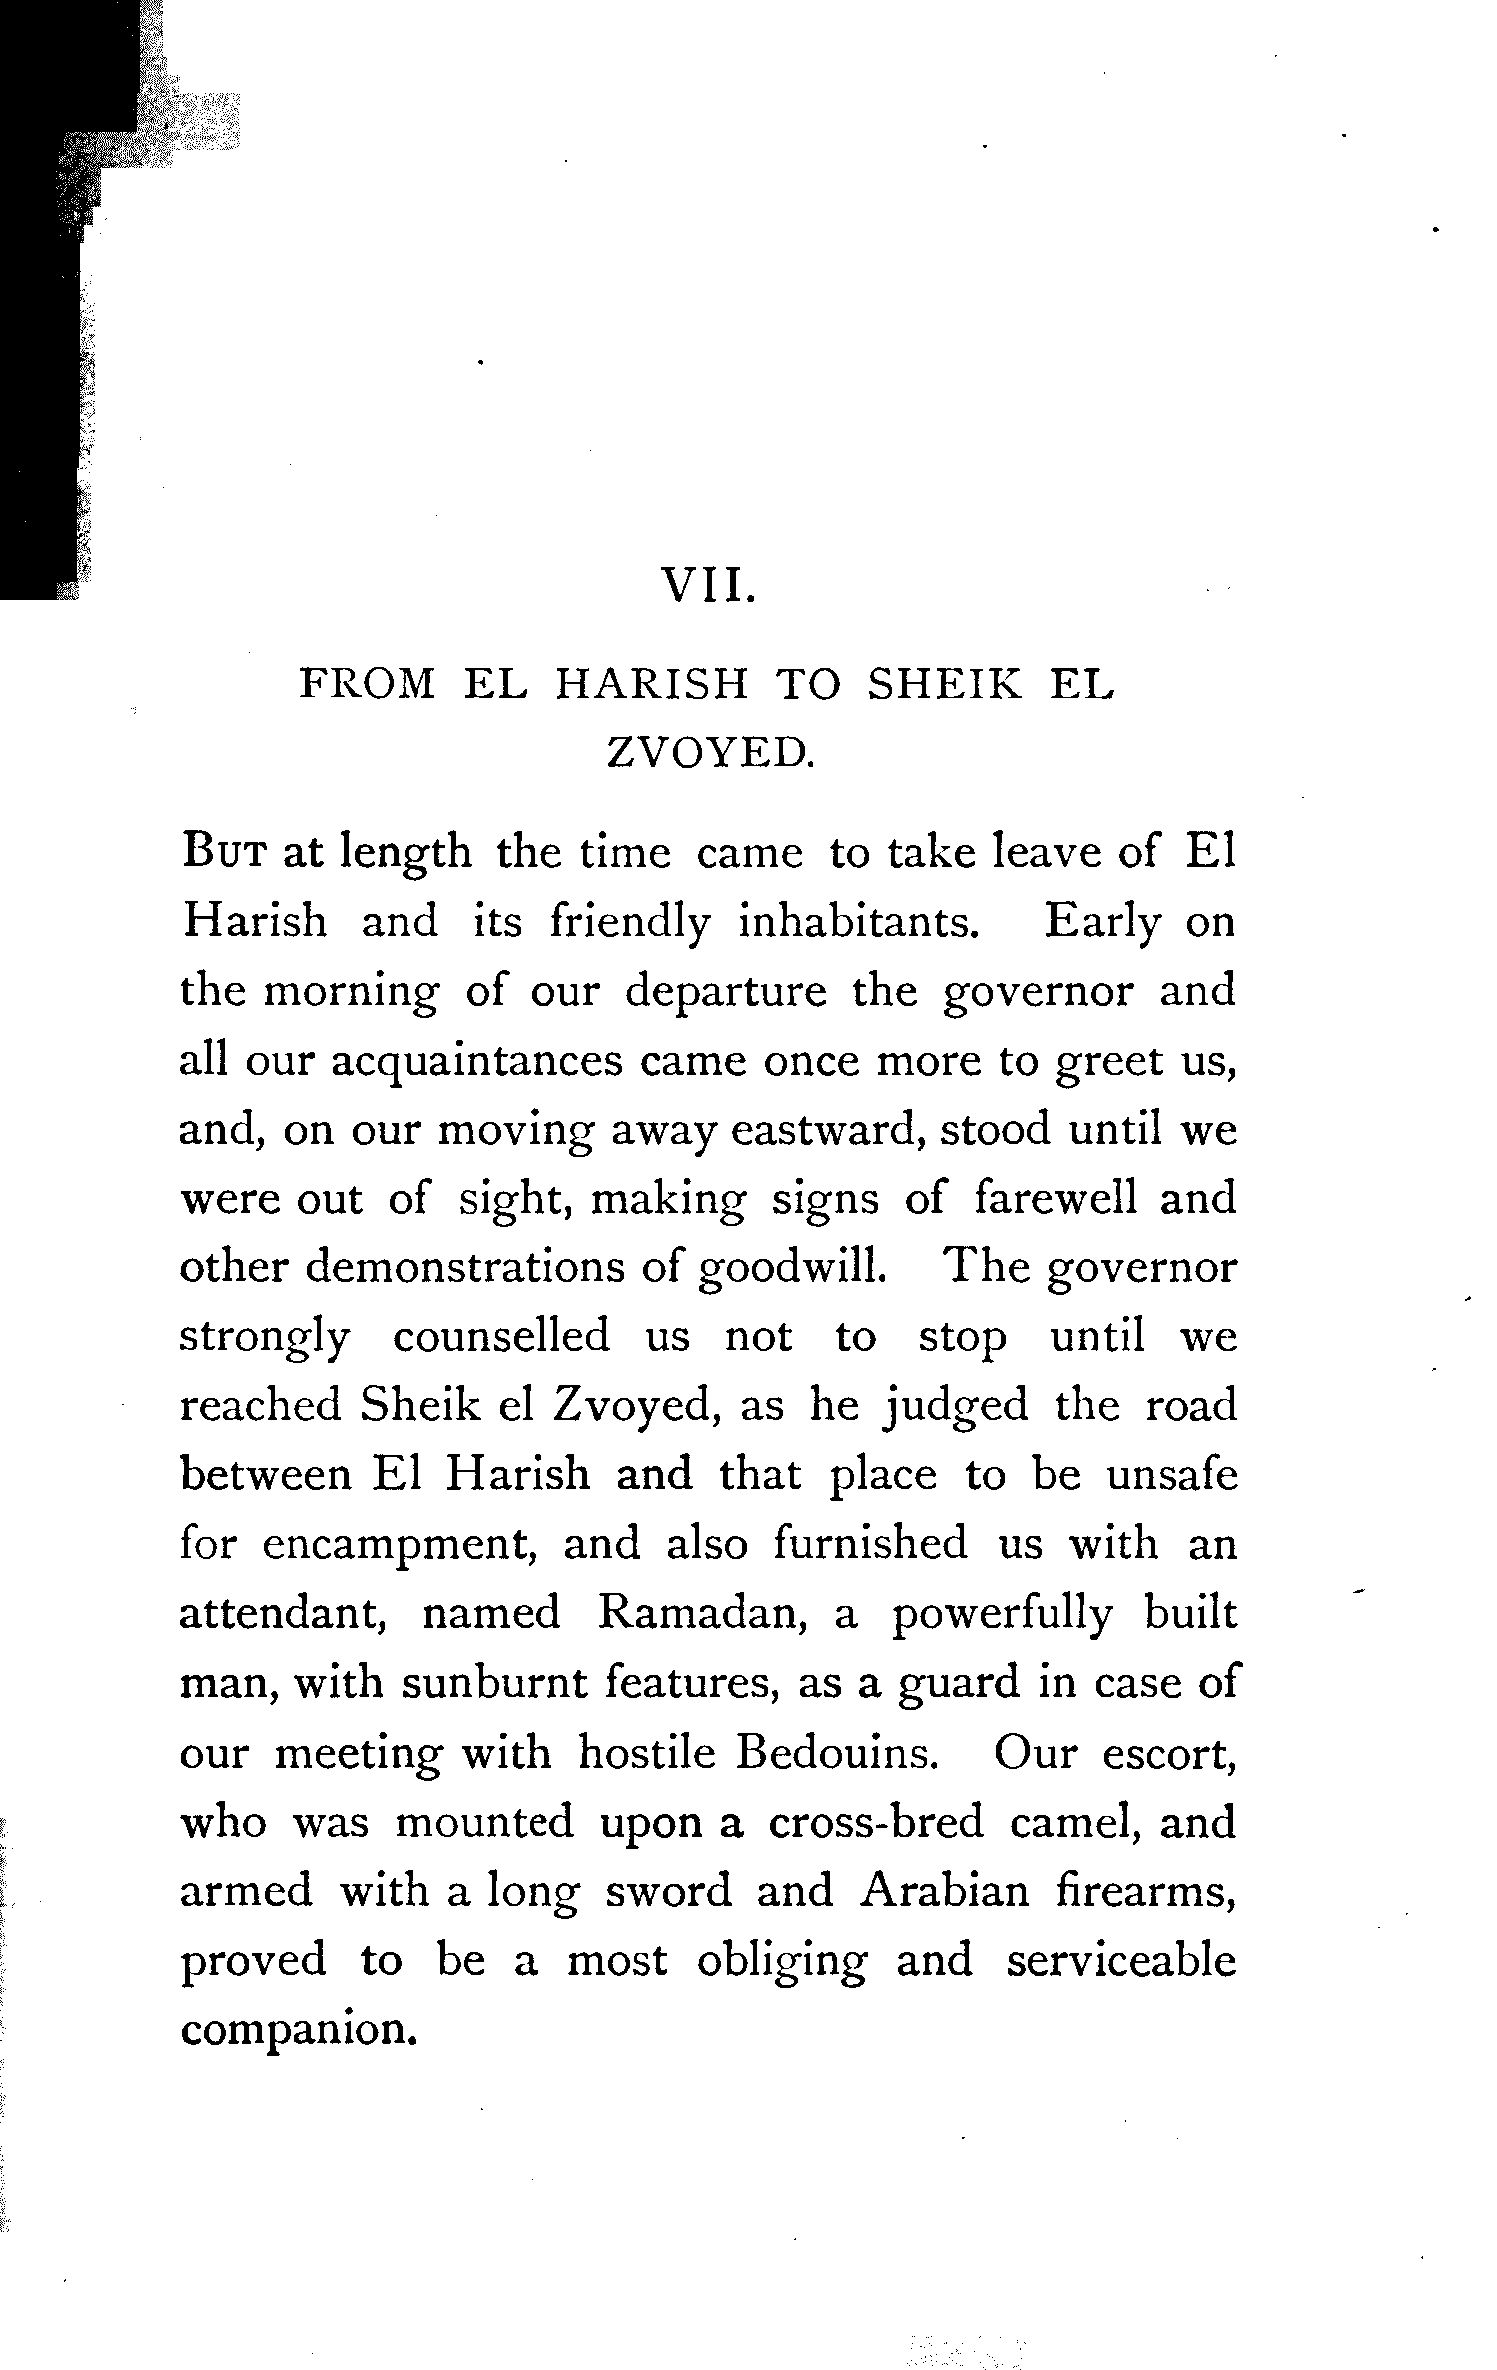 VII.
FROM EL HARISH TO SHEIK EL
ZVOYED.
BUT at length the time came to take leave of El
Harish and its friendly inhabitants. Early on
the morning of our departure the governor and
all our acquaintances came once more to greet us,
and, on our moving away eastward, stood until we
were out of sight, making signs of farewell and
other demonstrations of goodwill. The governor
strongly counselled us not to stop until we
reached Sheik el Zvoyed, as he judged the road
between El Harish and that place to be unsafe
for encampment, and also furnished us with an
attendant, named Ramadan, a powerfully built
man, with sunburnt features, as a guard in case of
our meeting with hostile Bedouins. Our escort,
who was mounted upon a cross-bred camel, and
armed with a long sword and Arabian firearms,
proved to be a most obliging and serviceable
companion.